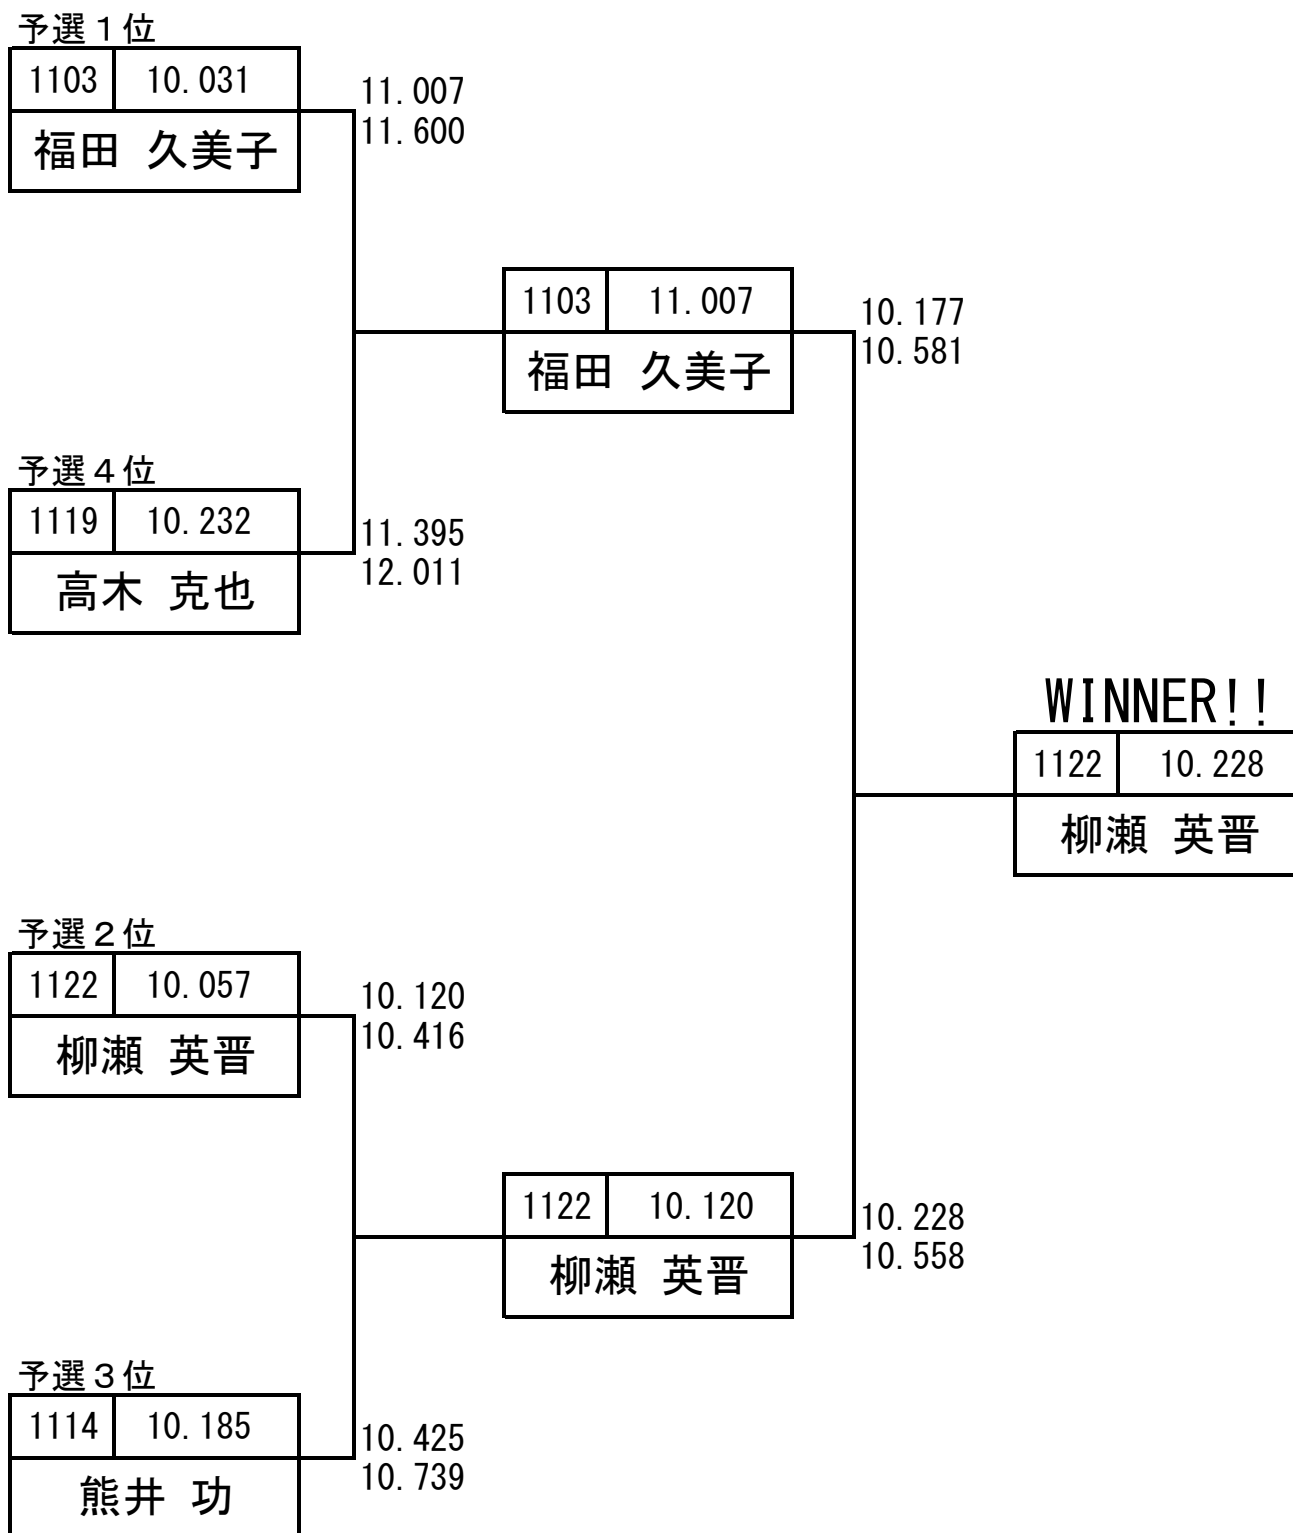 予選１位
1103 10.031
福田 久美子
11.007
11.600
1103 11.007
福田 久美子
10.177
10.581
予選４位
1119 10.232
高木 克也
11.395
12.011
WINNER!!
1122 10.228
柳瀬 英晋
予選２位
1122 10.057
柳瀬 英晋
10.120
10.416
1122 10.120
柳瀬 英晋
10.228
10.558
予選３位
1114 10.185
熊井 功
10.425
10.739